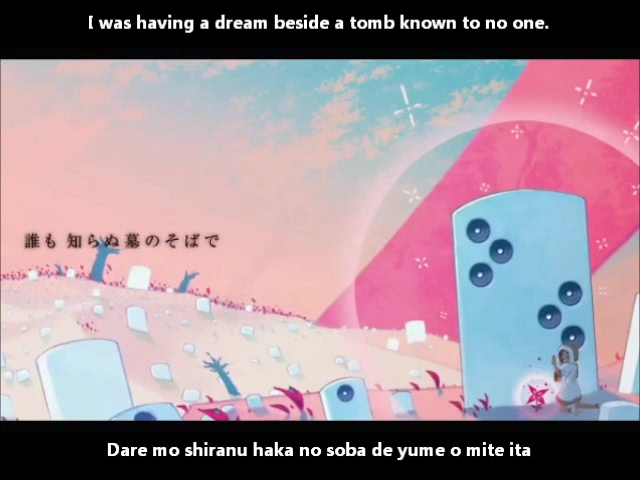 I was having a dream beside a tomb known to no one.
誰も 知らぬ墓のそばで
Dare mo shiranu haka no soba de yume o mite ita